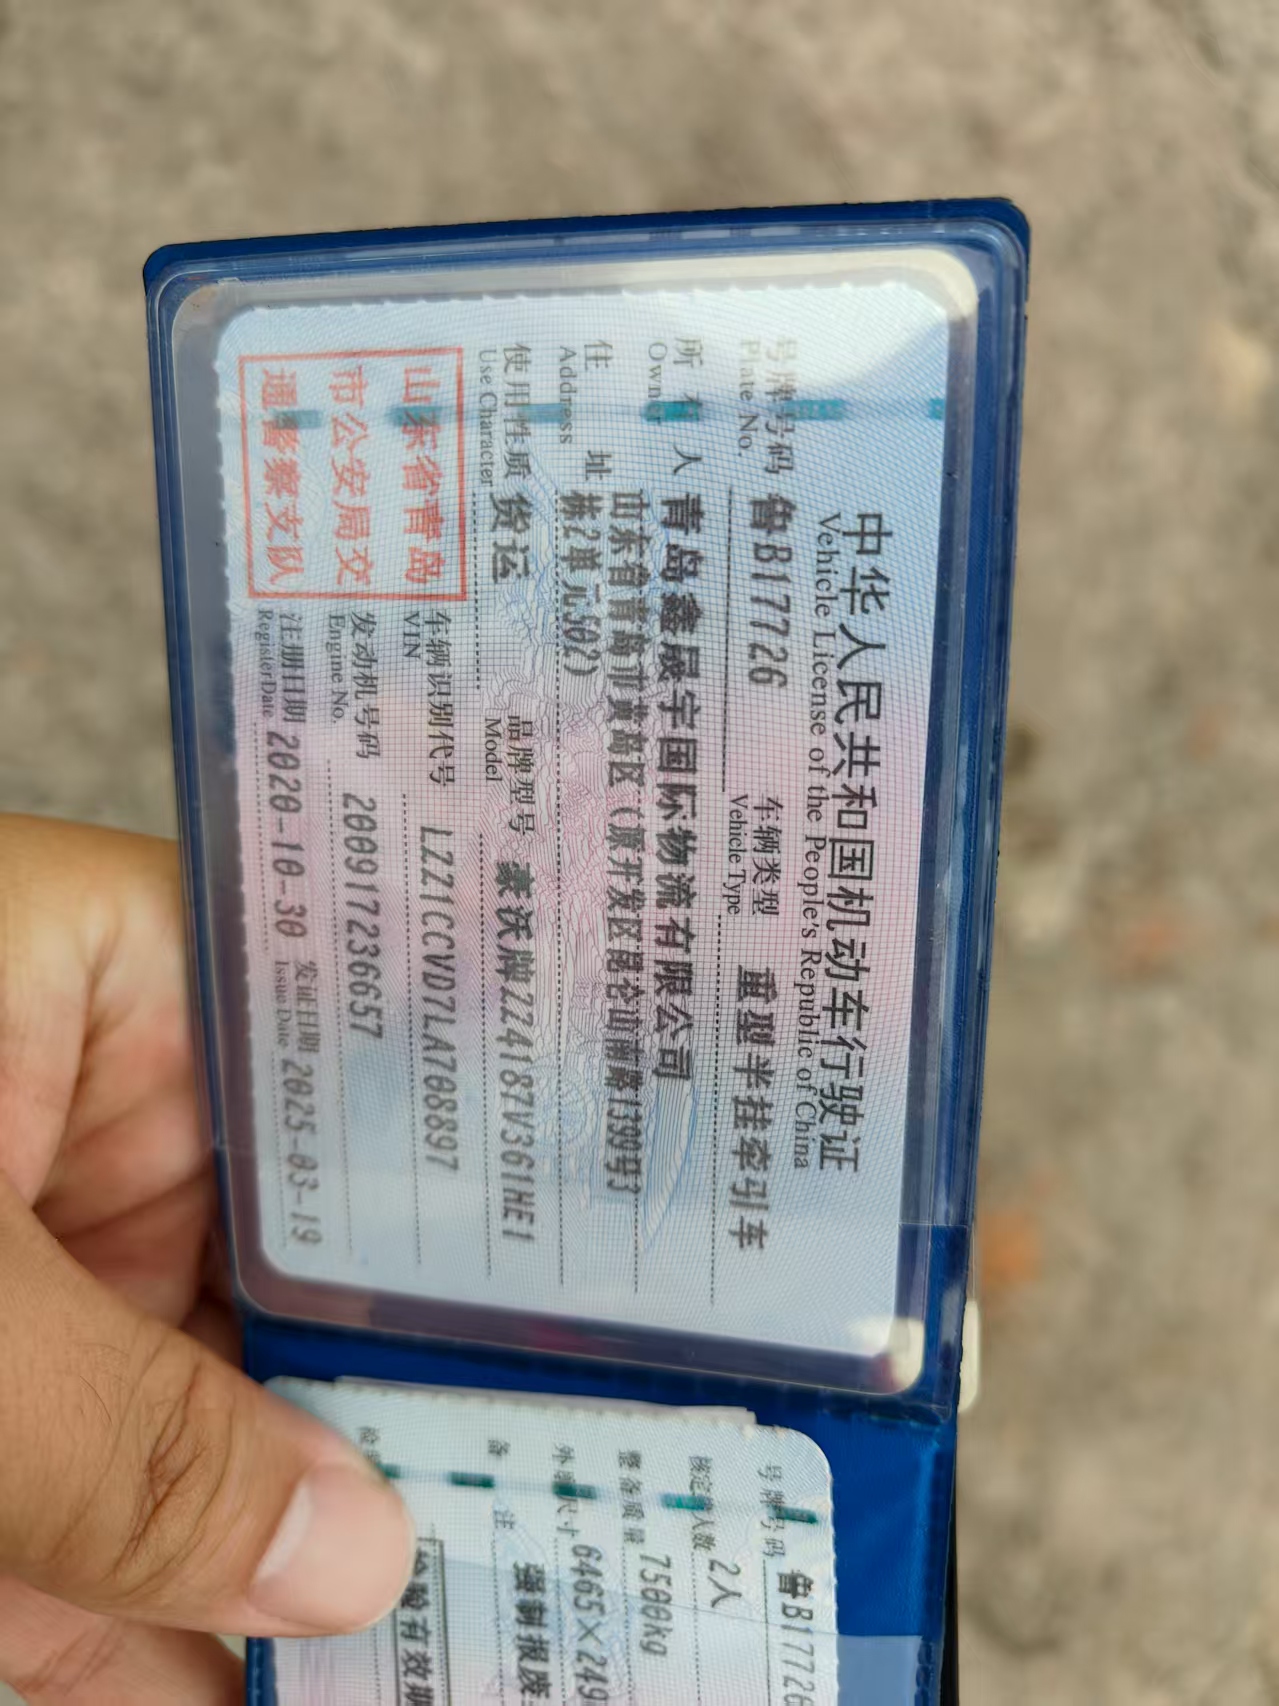 中华人民共和国机动车行驶证
Vehicle License of the People's Republic of China
号牌号码 鲁B17726 车辆类型 重型半挂牵引车
Plate No. Vehicle Type
所有人 青岛鑫晟宇国际物流有限公司
Owner
住址 山东省青岛市黄岛区(原开发区昆仑山南路1399号3
Address 栋2单元502)
使用性质 货运 品牌型号 豪沃牌ZZ4187V361HE1
Use Character Model
山东省青岛
市公安局交
通警察支队
车辆识别代号 LZZ1CCVD7LA708897
VIN
发动机号码 200917236657
Engine No.
注册日期 2020-10-30 发证日期 2025-03-19
Register Date Issue Date
号牌号码 鲁B17726
核定载人数 2人
整备质量 7500kg
外廓尺寸 6465×249
备注 强制报废
检验有效期